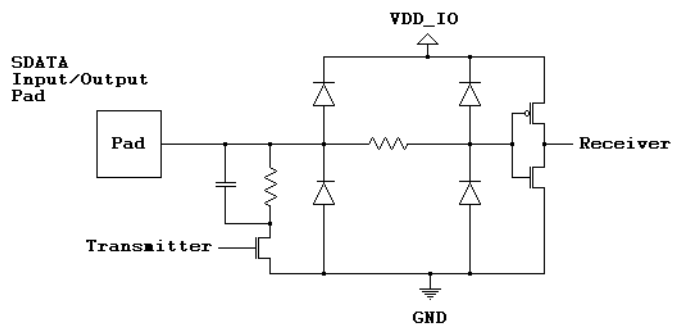 VDD_IO
SDATA
Input/Output
Pad
Pad
Receiver
Transmitter
GND